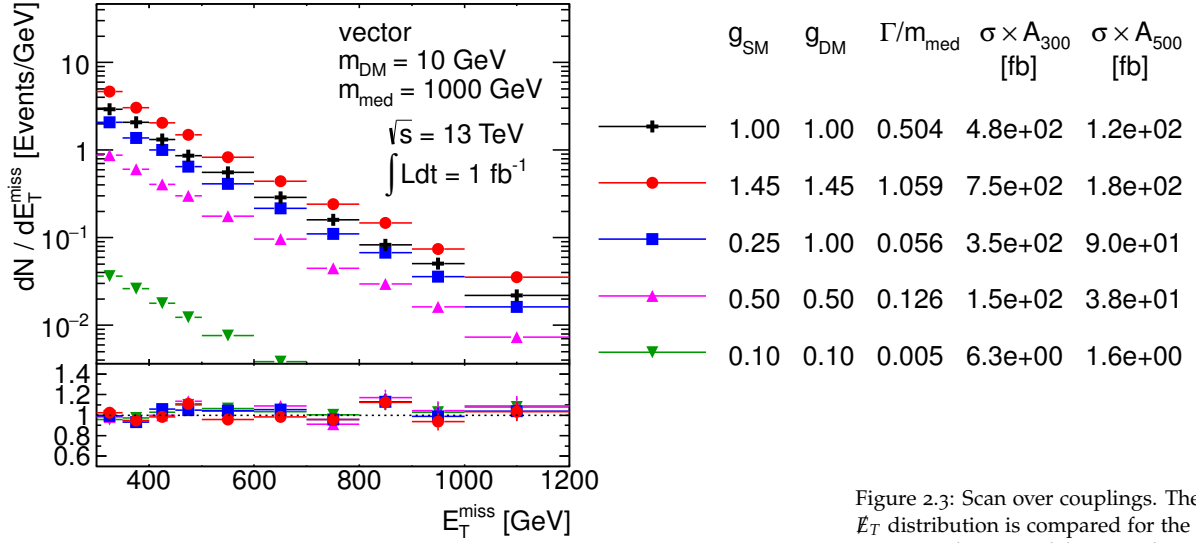 dN / dE_T^miss [Events/GeV]
10
1
10⁻¹
10⁻²
vector
m_DM = 10 GeV
m_med = 1000 GeV
√s = 13 TeV
∫ Ldt = 1 fb⁻¹
1.4
1.2
1
0.8
0.6
400 600 800 1000 1200
E_T^miss [GeV]
g_SM g_DM Γ/m_med σ × A_300 σ × A_500
[fb] [fb]
1.00 1.00 0.504 4.8e+02 1.2e+02
1.45 1.45 1.059 7.5e+02 1.8e+02
0.25 1.00 0.056 3.5e+02 9.0e+01
0.50 0.50 0.126 1.5e+02 3.8e+01
0.10 0.10 0.005 6.3e+00 1.6e+00
Figure 2.3: Scan over couplings. The
E̸_T distribution is compared for the